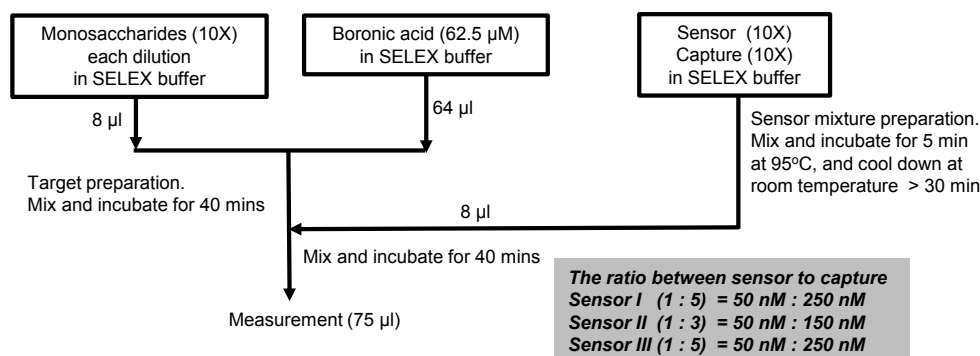 Monosaccharides (10X)
each dilution
in SELEX buffer
Boronic acid (62.5 µM)
in SELEX buffer
Sensor (10X)
Capture (10X)
in SELEX buffer
8 µl
64 µl
Sensor mixture preparation.
Mix and incubate for 5 min
at 95°C, and cool down at
room temperature > 30 min
Target preparation.
Mix and incubate for 40 mins
8 µl
Mix and incubate for 40 mins
Measurement (75 µl)
The ratio between sensor to capture
Sensor I (1 : 5) = 50 nM : 250 nM
Sensor II (1 : 3) = 50 nM : 150 nM
Sensor III (1 : 5) = 50 nM : 250 nM